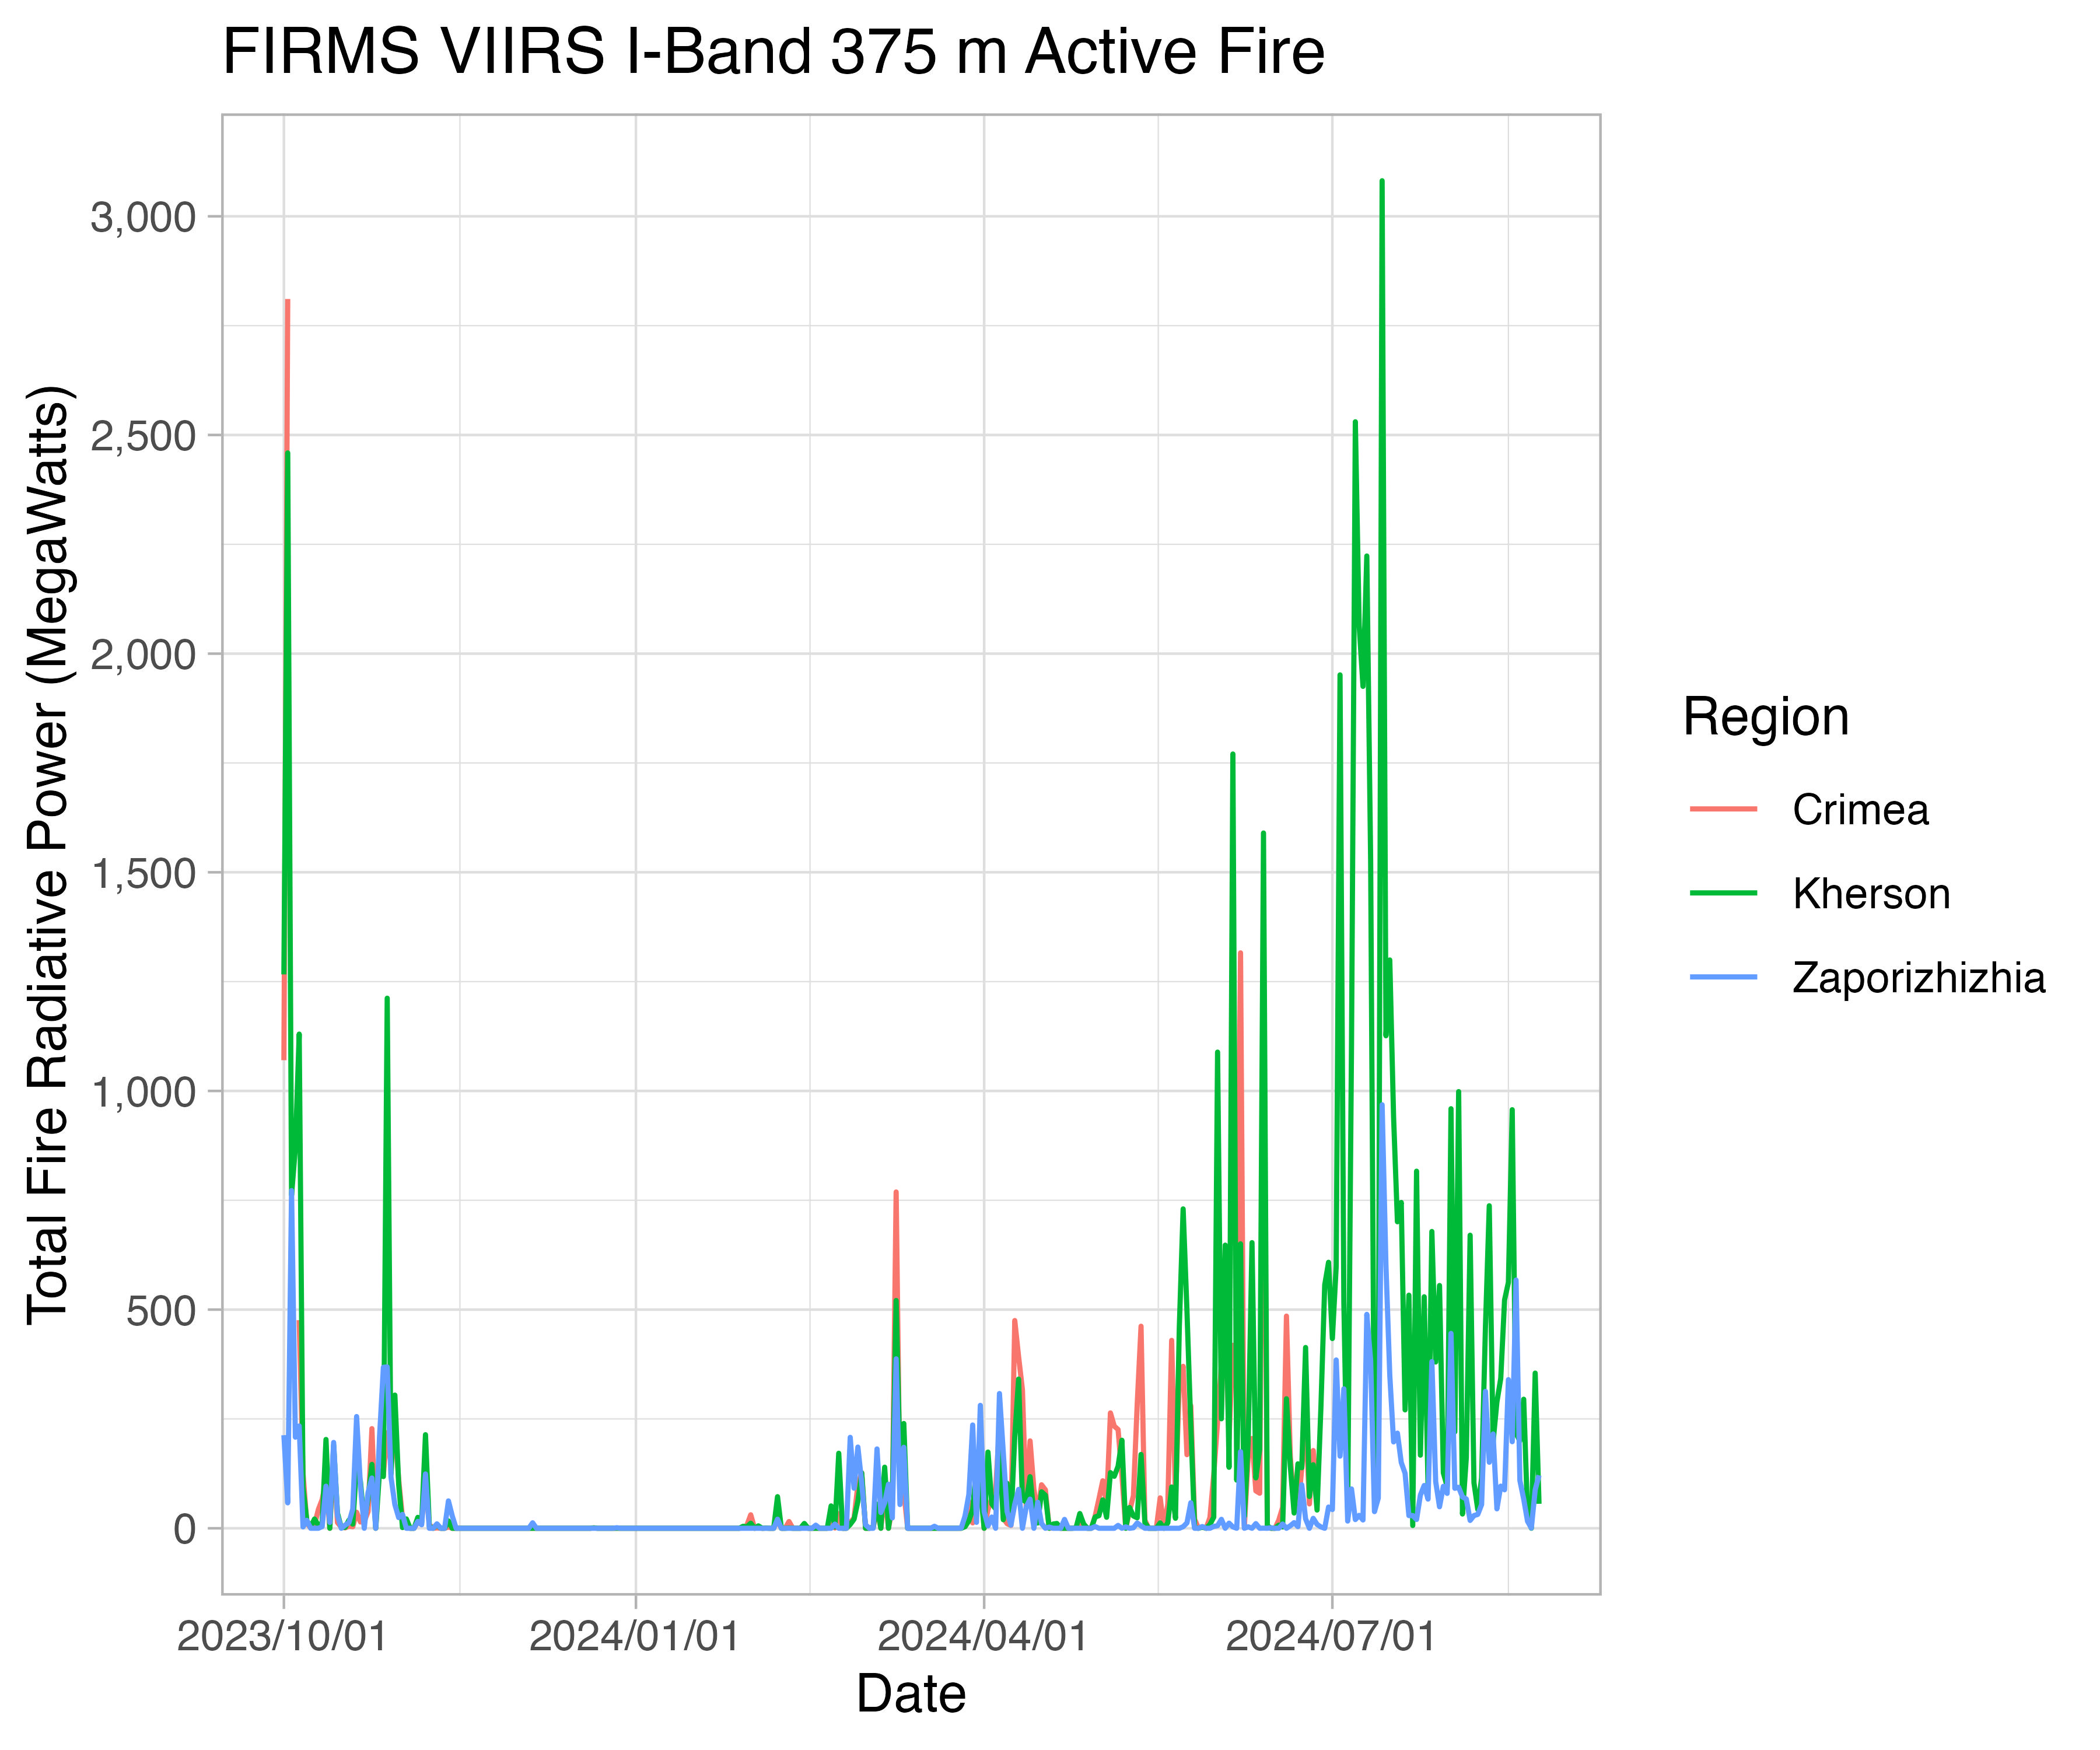 FIRMS VIIRS I-Band 375 m Active Fire
Total Fire Radiative Power (MegaWatts)
3,000
2,500
2,000
1,500
1,000
500
0
2023/10/01
2024/01/01
2024/04/01
2024/07/01
Date
Region
Crimea
Kherson
Zaporizhizhia